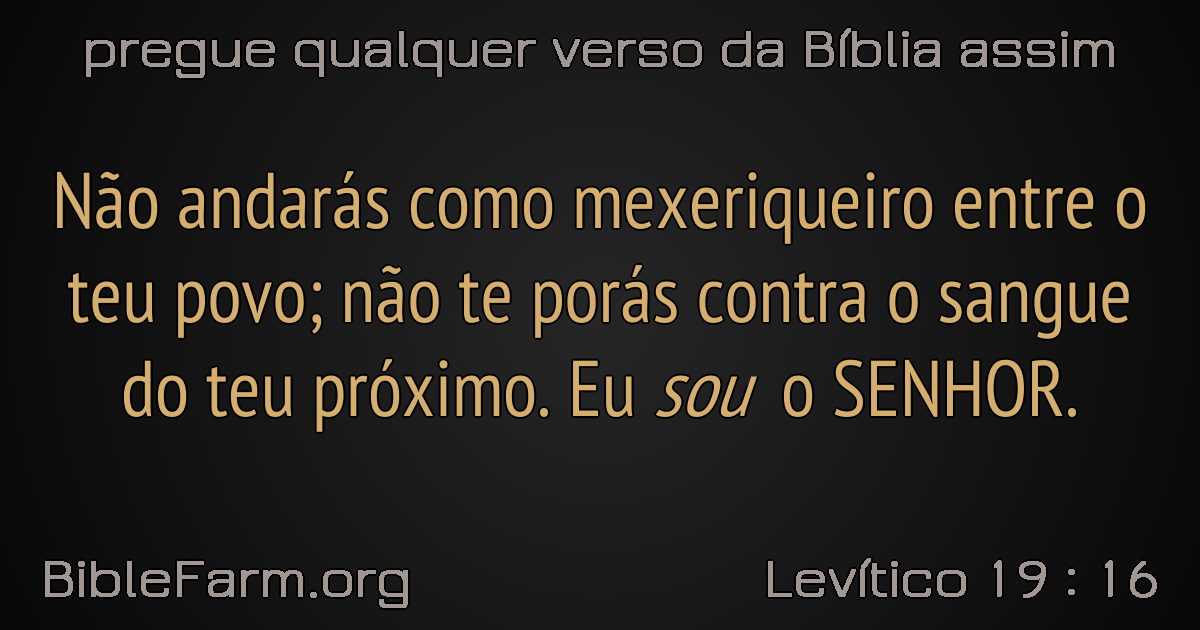 pregue qualquer verso da Bíblia assim
Não andarás como mexeriqueiro entre o
teu povo; não te porás contra o sangue
do teu próximo. Eu sou o SENHOR.
BibleFarm.org
Levítico 19 : 16